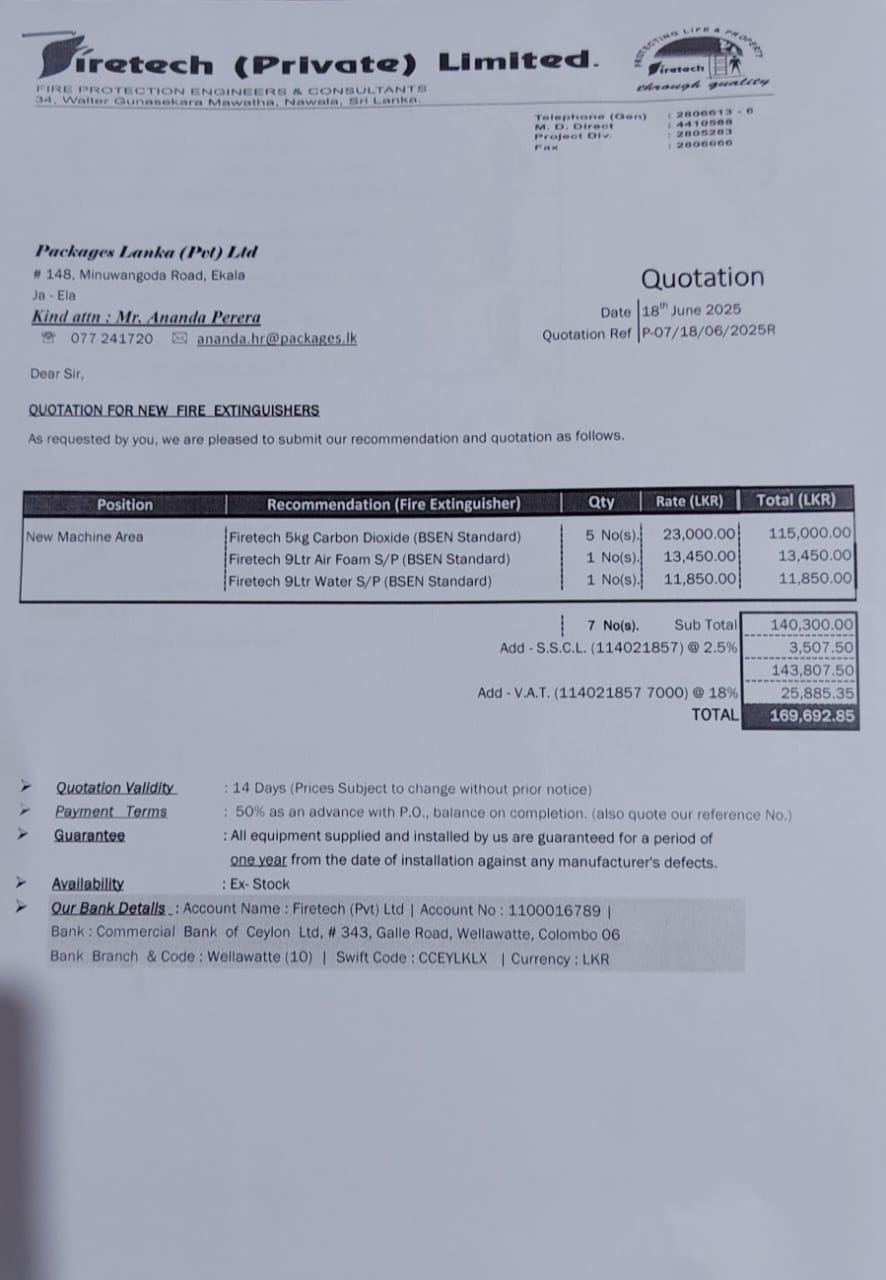 Firetech (Private) Limited.
FIRE PROTECTION ENGINEERS & CONSULTANTS
34, Walter Gunasekara Mawatha, Nawala, Sri Lanka.
PROTECTING LIFE & PROPERTY
Firetech
through quality
Telephone (Gen) : 2806613 - 6
M. D. Direct : 4410588
Project Div. : 2805283
Fax : 2806666
Packages Lanka (Pvt) Ltd
# 148, Minuwangoda Road, Ekala
Ja - Ela
Kind attn : Mr. Ananda Perera
☏ 077 241720 ✉ ananda.hr@packages.lk
Quotation
Date 18th June 2025
Quotation Ref P-07/18/06/2025R
Dear Sir,
QUOTATION FOR NEW FIRE EXTINGUISHERS
As requested by you, we are pleased to submit our recommendation and quotation as follows.
Position Recommendation (Fire Extinguisher) Qty Rate (LKR) Total (LKR)
New Machine Area Firetech 5kg Carbon Dioxide (BSEN Standard) 5 No(s). 23,000.00 115,000.00
Firetech 9Ltr Air Foam S/P (BSEN Standard) 1 No(s). 13,450.00 13,450.00
Firetech 9Ltr Water S/P (BSEN Standard) 1 No(s). 11,850.00 11,850.00
7 No(s). Sub Total 140,300.00
Add - S.S.C.L. (114021857) @ 2.5% 3,507.50
143,807.50
Add - V.A.T. (114021857 7000) @ 18% 25,885.35
TOTAL 169,692.85
➢ Quotation Validity : 14 Days (Prices Subject to change without prior notice)
➢ Payment Terms : 50% as an advance with P.O., balance on completion. (also quote our reference No.)
➢ Guarantee : All equipment supplied and installed by us are guaranteed for a period of
one year from the date of installation against any manufacturer's defects.
➢ Availability : Ex- Stock
➢ Our Bank Details : Account Name : Firetech (Pvt) Ltd | Account No : 1100016789 |
Bank : Commercial Bank of Ceylon Ltd, # 343, Galle Road, Wellawatte, Colombo 06
Bank Branch & Code : Wellawatte (10) | Swift Code : CCEYLKLX | Currency : LKR